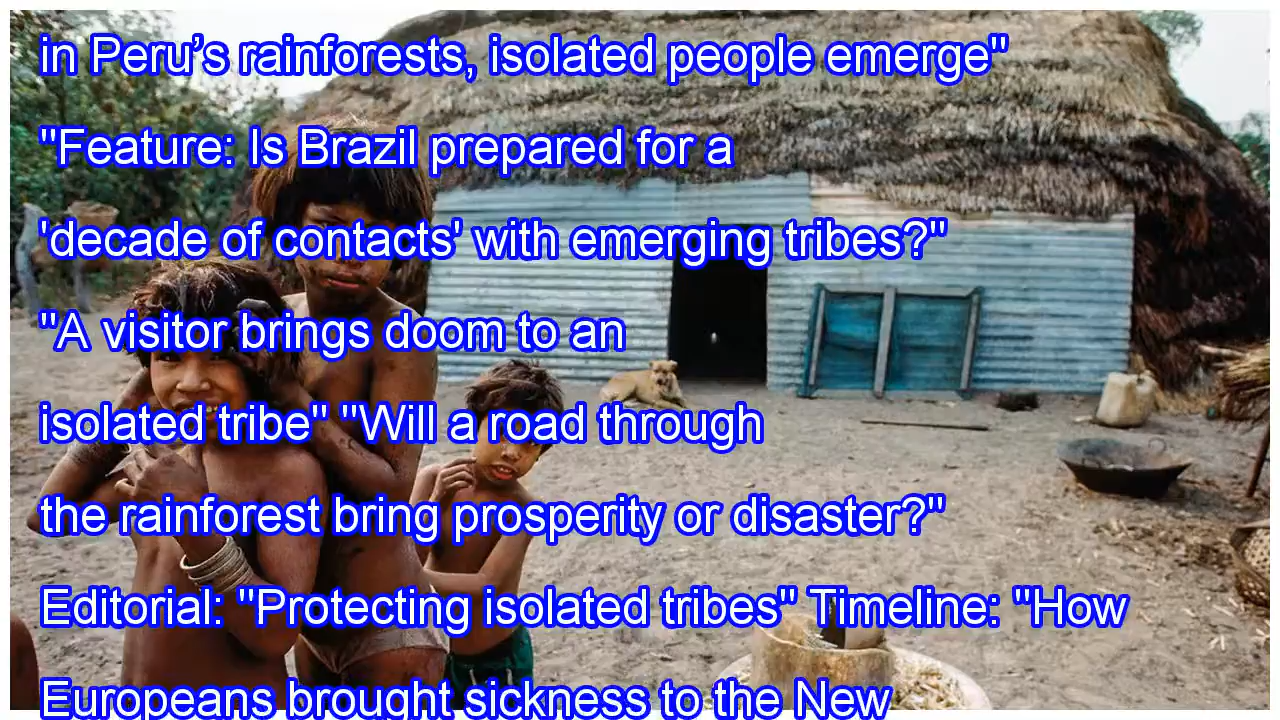 in Peru’s rainforests, isolated people emerge"
"Feature: Is Brazil prepared for a
'decade of contacts' with emerging tribes?"
"A visitor brings doom to an
isolated tribe" "Will a road through
the rainforest bring prosperity or disaster?"
Editorial: "Protecting isolated tribes" Timeline: "How
Europeans brought sickness to the New